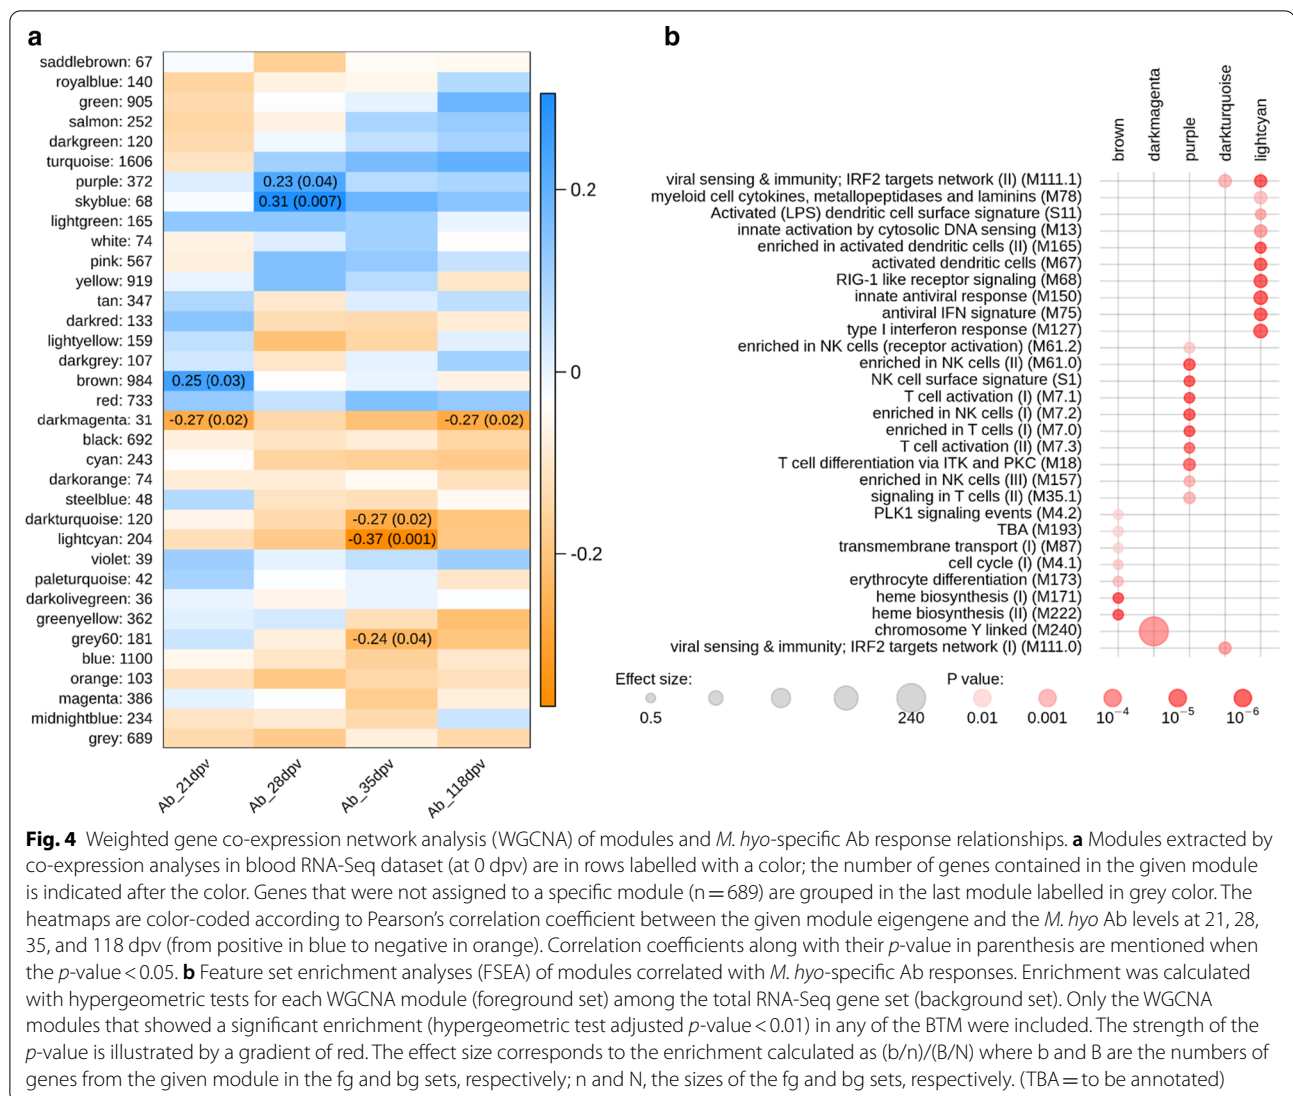 a
saddlebrown: 67
royalblue: 140
green: 905
salmon: 252
darkgreen: 120
turquoise: 1606
purple: 372
skyblue: 68
lightgreen: 165
white: 74
pink: 567
yellow: 919
tan: 347
darkred: 133
lightyellow: 159
darkgrey: 107
brown: 984
red: 733
darkmagenta: 31
black: 692
cyan: 243
darkorange: 74
steelblue: 48
darkturquoise: 120
lightcyan: 204
violet: 39
paleturquoise: 42
darkolivegreen: 36
greenyellow: 362
grey60: 181
blue: 1100
orange: 103
magenta: 386
midnightblue: 234
grey: 689
0.23 (0.04)
0.31 (0.007)
0.25 (0.03)
-0.27 (0.02)
-0.27 (0.02)
-0.27 (0.02)
-0.37 (0.001)
-0.24 (0.04)
Ab_21dpv
Ab_28dpv
Ab_35dpv
Ab_118dpv
0.2
0
-0.2
b
brown
darkmagenta
purple
darkturquoise
lightcyan
viral sensing & immunity; IRF2 targets network (II) (M111.1)
myeloid cell cytokines, metallopeptidases and laminins (M78)
Activated (LPS) dendritic cell surface signature (S11)
innate activation by cytosolic DNA sensing (M13)
enriched in activated dendritic cells (II) (M165)
activated dendritic cells (M67)
RIG-1 like receptor signaling (M68)
innate antiviral response (M150)
antiviral IFN signature (M75)
type I interferon response (M127)
enriched in NK cells (receptor activation) (M61.2)
enriched in NK cells (II) (M61.0)
NK cell surface signature (S1)
T cell activation (I) (M7.1)
enriched in NK cells (I) (M7.2)
enriched in T cells (I) (M7.0)
T cell activation (II) (M7.3)
T cell differentiation via ITK and PKC (M18)
enriched in NK cells (III) (M157)
signaling in T cells (II) (M35.1)
PLK1 signaling events (M4.2)
TBA (M193)
transmembrane transport (I) (M87)
cell cycle (I) (M4.1)
erythrocyte differentiation (M173)
heme biosynthesis (I) (M171)
heme biosynthesis (II) (M222)
chromosome Y linked (M240)
viral sensing & immunity; IRF2 targets network (I) (M111.0)
Effect size:
0.5
240
P value:
0.01
0.001
10⁻⁴
10⁻⁵
10⁻⁶
Fig. 4 Weighted gene co-expression network analysis (WGCNA) of modules and M. hyo-specific Ab response relationships. a Modules extracted by
co-expression analyses in blood RNA-Seq dataset (at 0 dpv) are in rows labelled with a color; the number of genes contained in the given module
is indicated after the color. Genes that were not assigned to a specific module (n = 689) are grouped in the last module labelled in grey color. The
heatmaps are color-coded according to Pearson's correlation coefficient between the given module eigengene and the M. hyo Ab levels at 21, 28,
35, and 118 dpv (from positive in blue to negative in orange). Correlation coefficients along with their p-value in parenthesis are mentioned when
the p-value < 0.05. b Feature set enrichment analyses (FSEA) of modules correlated with M. hyo-specific Ab responses. Enrichment was calculated
with hypergeometric tests for each WGCNA module (foreground set) among the total RNA-Seq gene set (background set). Only the WGCNA
modules that showed a significant enrichment (hypergeometric test adjusted p-value < 0.01) in any of the BTM were included. The strength of the
p-value is illustrated by a gradient of red. The effect size corresponds to the enrichment calculated as (b/n)/(B/N) where b and B are the numbers of
genes from the given module in the fg and bg sets, respectively; n and N, the sizes of the fg and bg sets, respectively. (TBA = to be annotated)